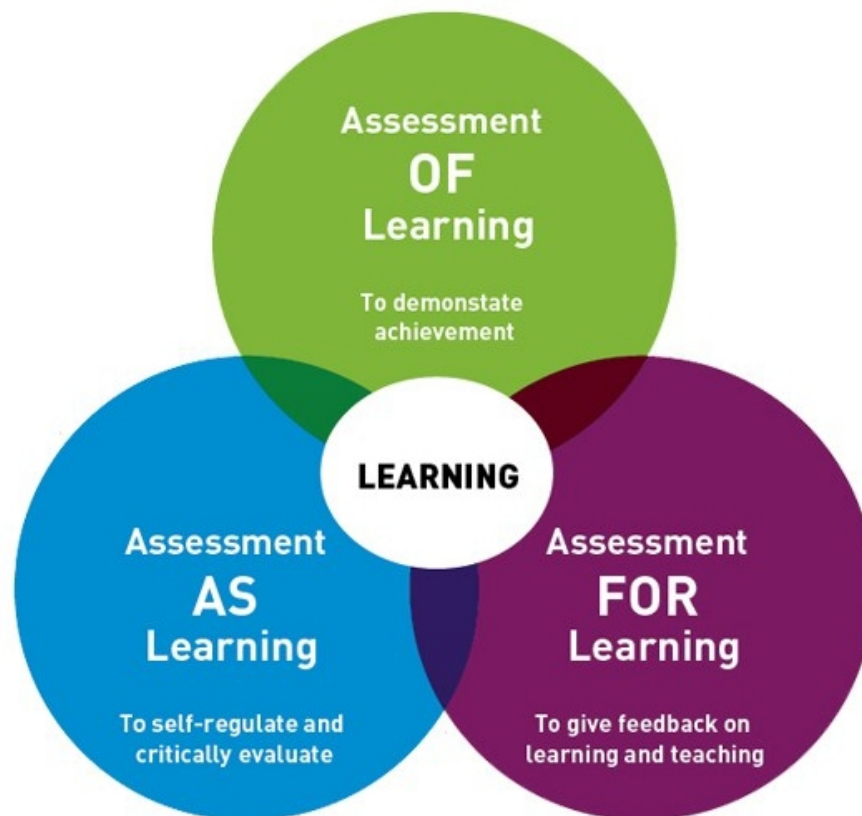 Assessment
OF
Learning
To demonstate
achievement
LEARNING
Assessment
AS
Learning
To self-regulate and
critically evaluate
Assessment
FOR
Learning
To give feedback on
learning and teaching